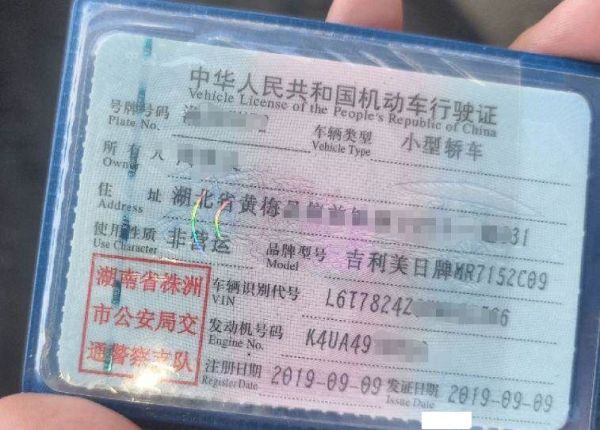 中华人民共和国机动车行驶证
Vehicle License of the People's Republic of China
号牌号码
Plate No.
车辆类型 小型轿车
Vehicle Type
所有人
Owner
住址 湖北省黄梅 31
Address
使用性质 非营运
Use Character
品牌型号 吉利美日牌MR7152C09
Model
湖南省株洲
市公安局交
通警察支队
车辆识别代号 L6T7824Z
VIN
发动机号码 K4UA49
Engine No.
注册日期 2019-09-09
Register Date
发证日期 2019-09-09
Issue Date